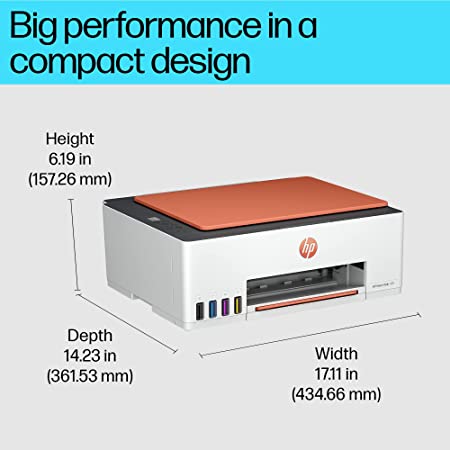 Big performance in a
compact design
Height
6.19 in
(157.26 mm)
hp
Depth
14.23 in
(361.53 mm)
Width
17.11 in
(434.66 mm)